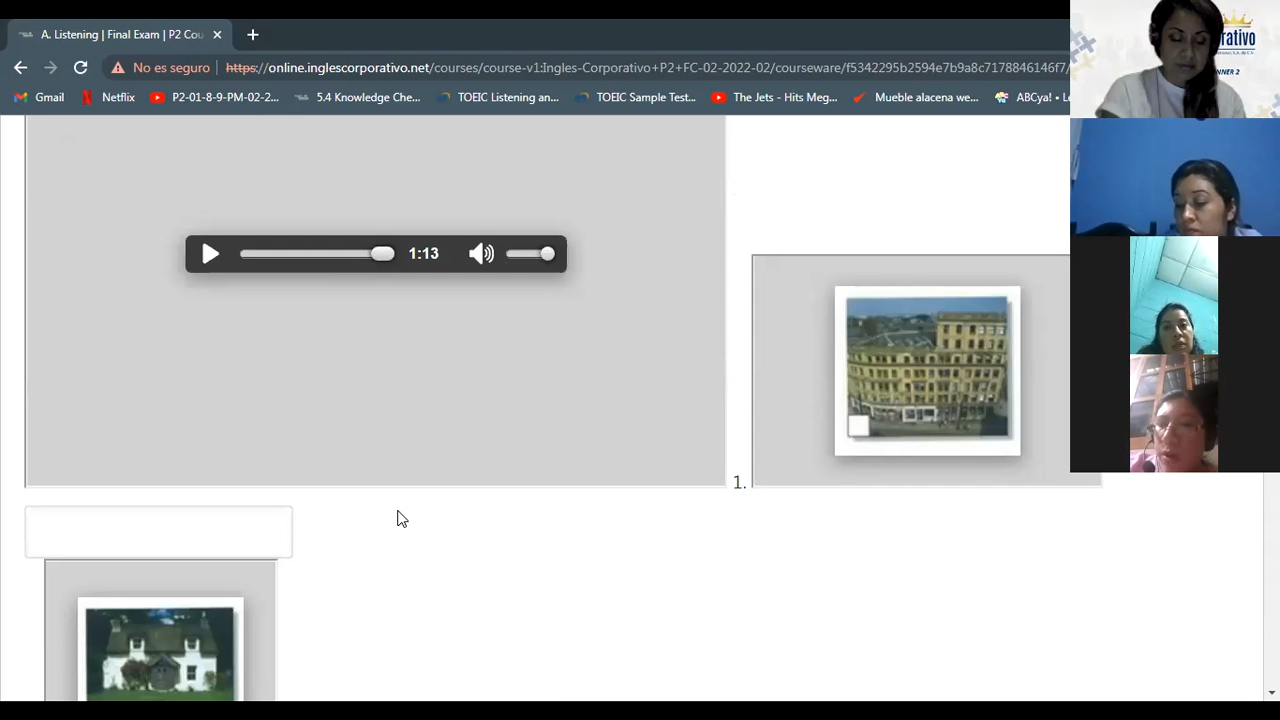 A. Listening | Final Exam | P2 Cou
No es seguro
https://online.inglescorporativo.net/courses/course-v1:Ingles-Corporativo+P2+FC-02-2022-02/courseware/f5342295b2594e7b9a8c7178846146f7/
Gmail
Netflix
P2-01-8-9-PM-02-2...
5.4 Knowledge Che...
TOEIC Listening an...
TOEIC Sample Test...
The Jets - Hits Meg...
Mueble alacena we...
ABCya! • Le
rativo
NNER 2
1:13
1.